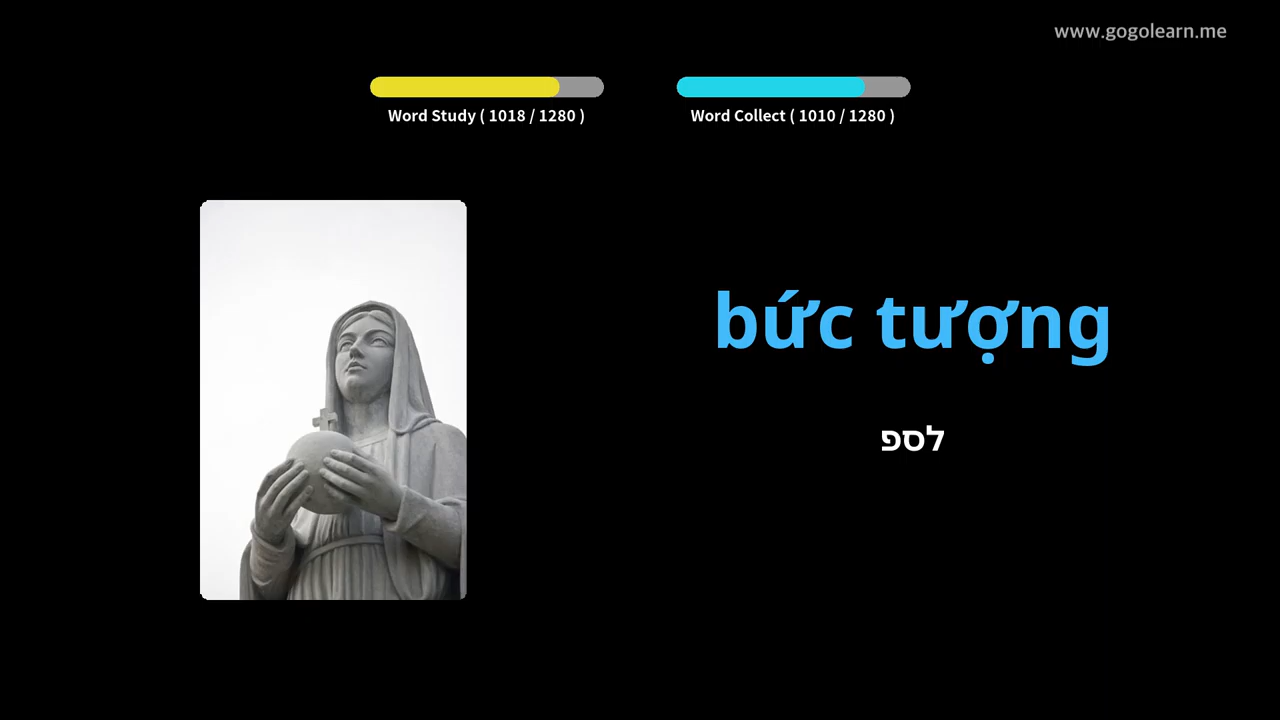 www.gogolearn.me
Word Study ( 1018 / 1280 )
Word Collect ( 1010 / 1280 )
bức tượng
לספ